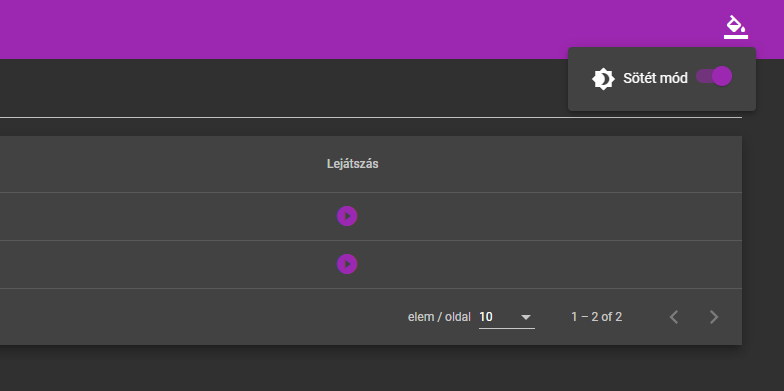 Sötét mód
Lejátszás
elem / oldal 10 1 – 2 of 2